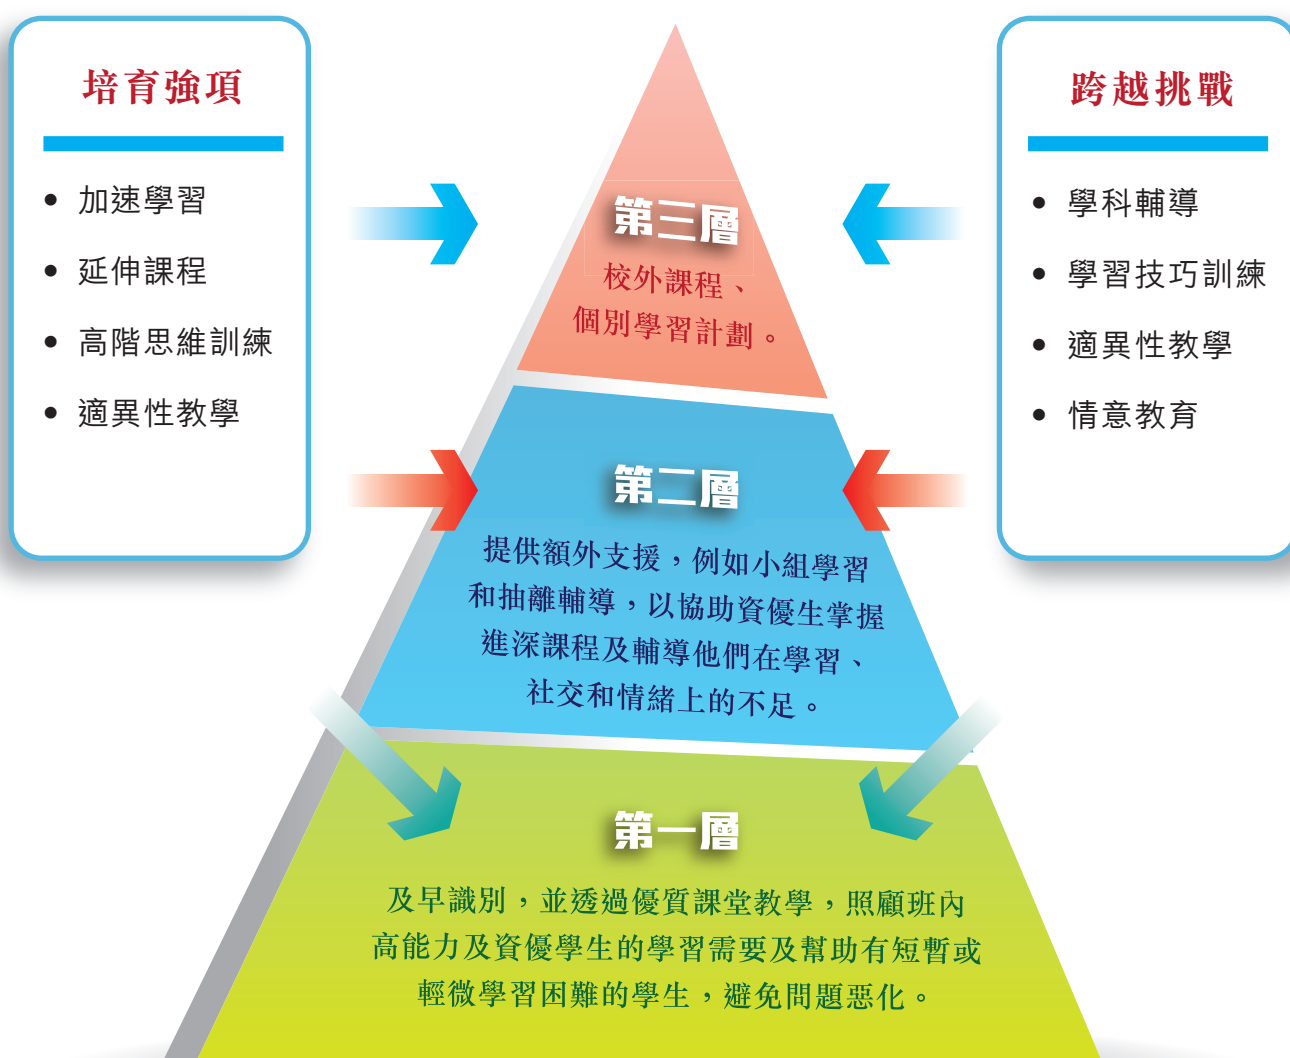 培育強項
加速學習
延伸課程
高階思維訓練
適異性教學
第三層
校外課程、
個別學習計劃。
第二層
提供額外支援，例如小組學習
和抽離輔導，以協助資優生掌握
進深課程及輔導他們在學習、
社交和情緒上的不足。
第一層
及早識別，並透過優質課堂教學，照顧班內
高能力及資優學生的學習需要及幫助有短暫或
輕微學習困難的學生，避免問題惡化。
跨越挑戰
學科輔導
學習技巧訓練
適異性教學
情意教育